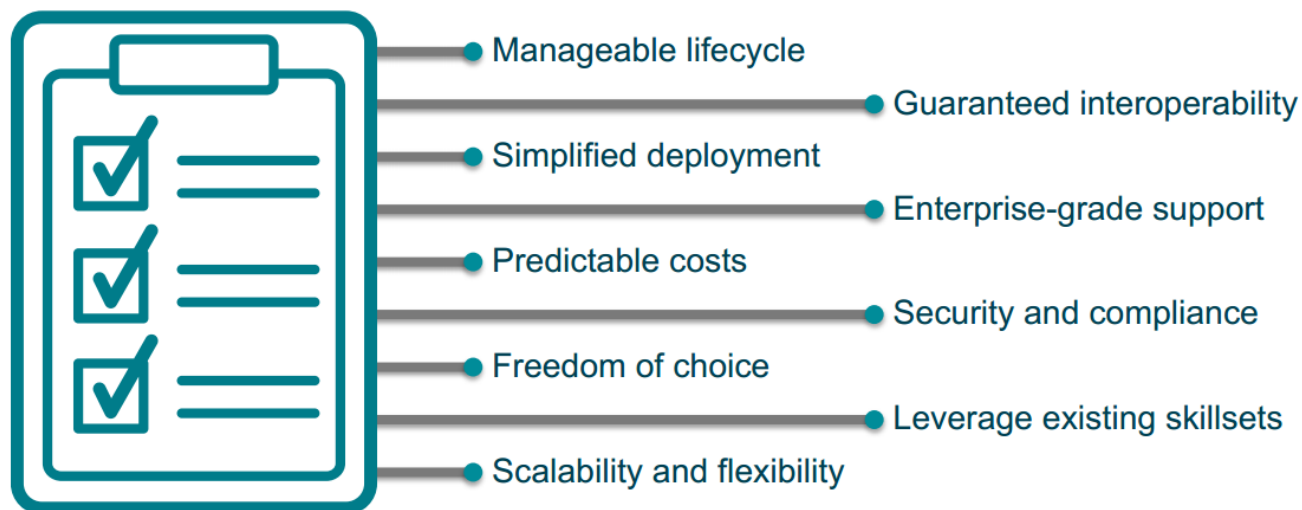 Manageable lifecycle
Guaranteed interoperability
Simplified deployment
Enterprise-grade support
Predictable costs
Security and compliance
Freedom of choice
Leverage existing skillsets
Scalability and flexibility